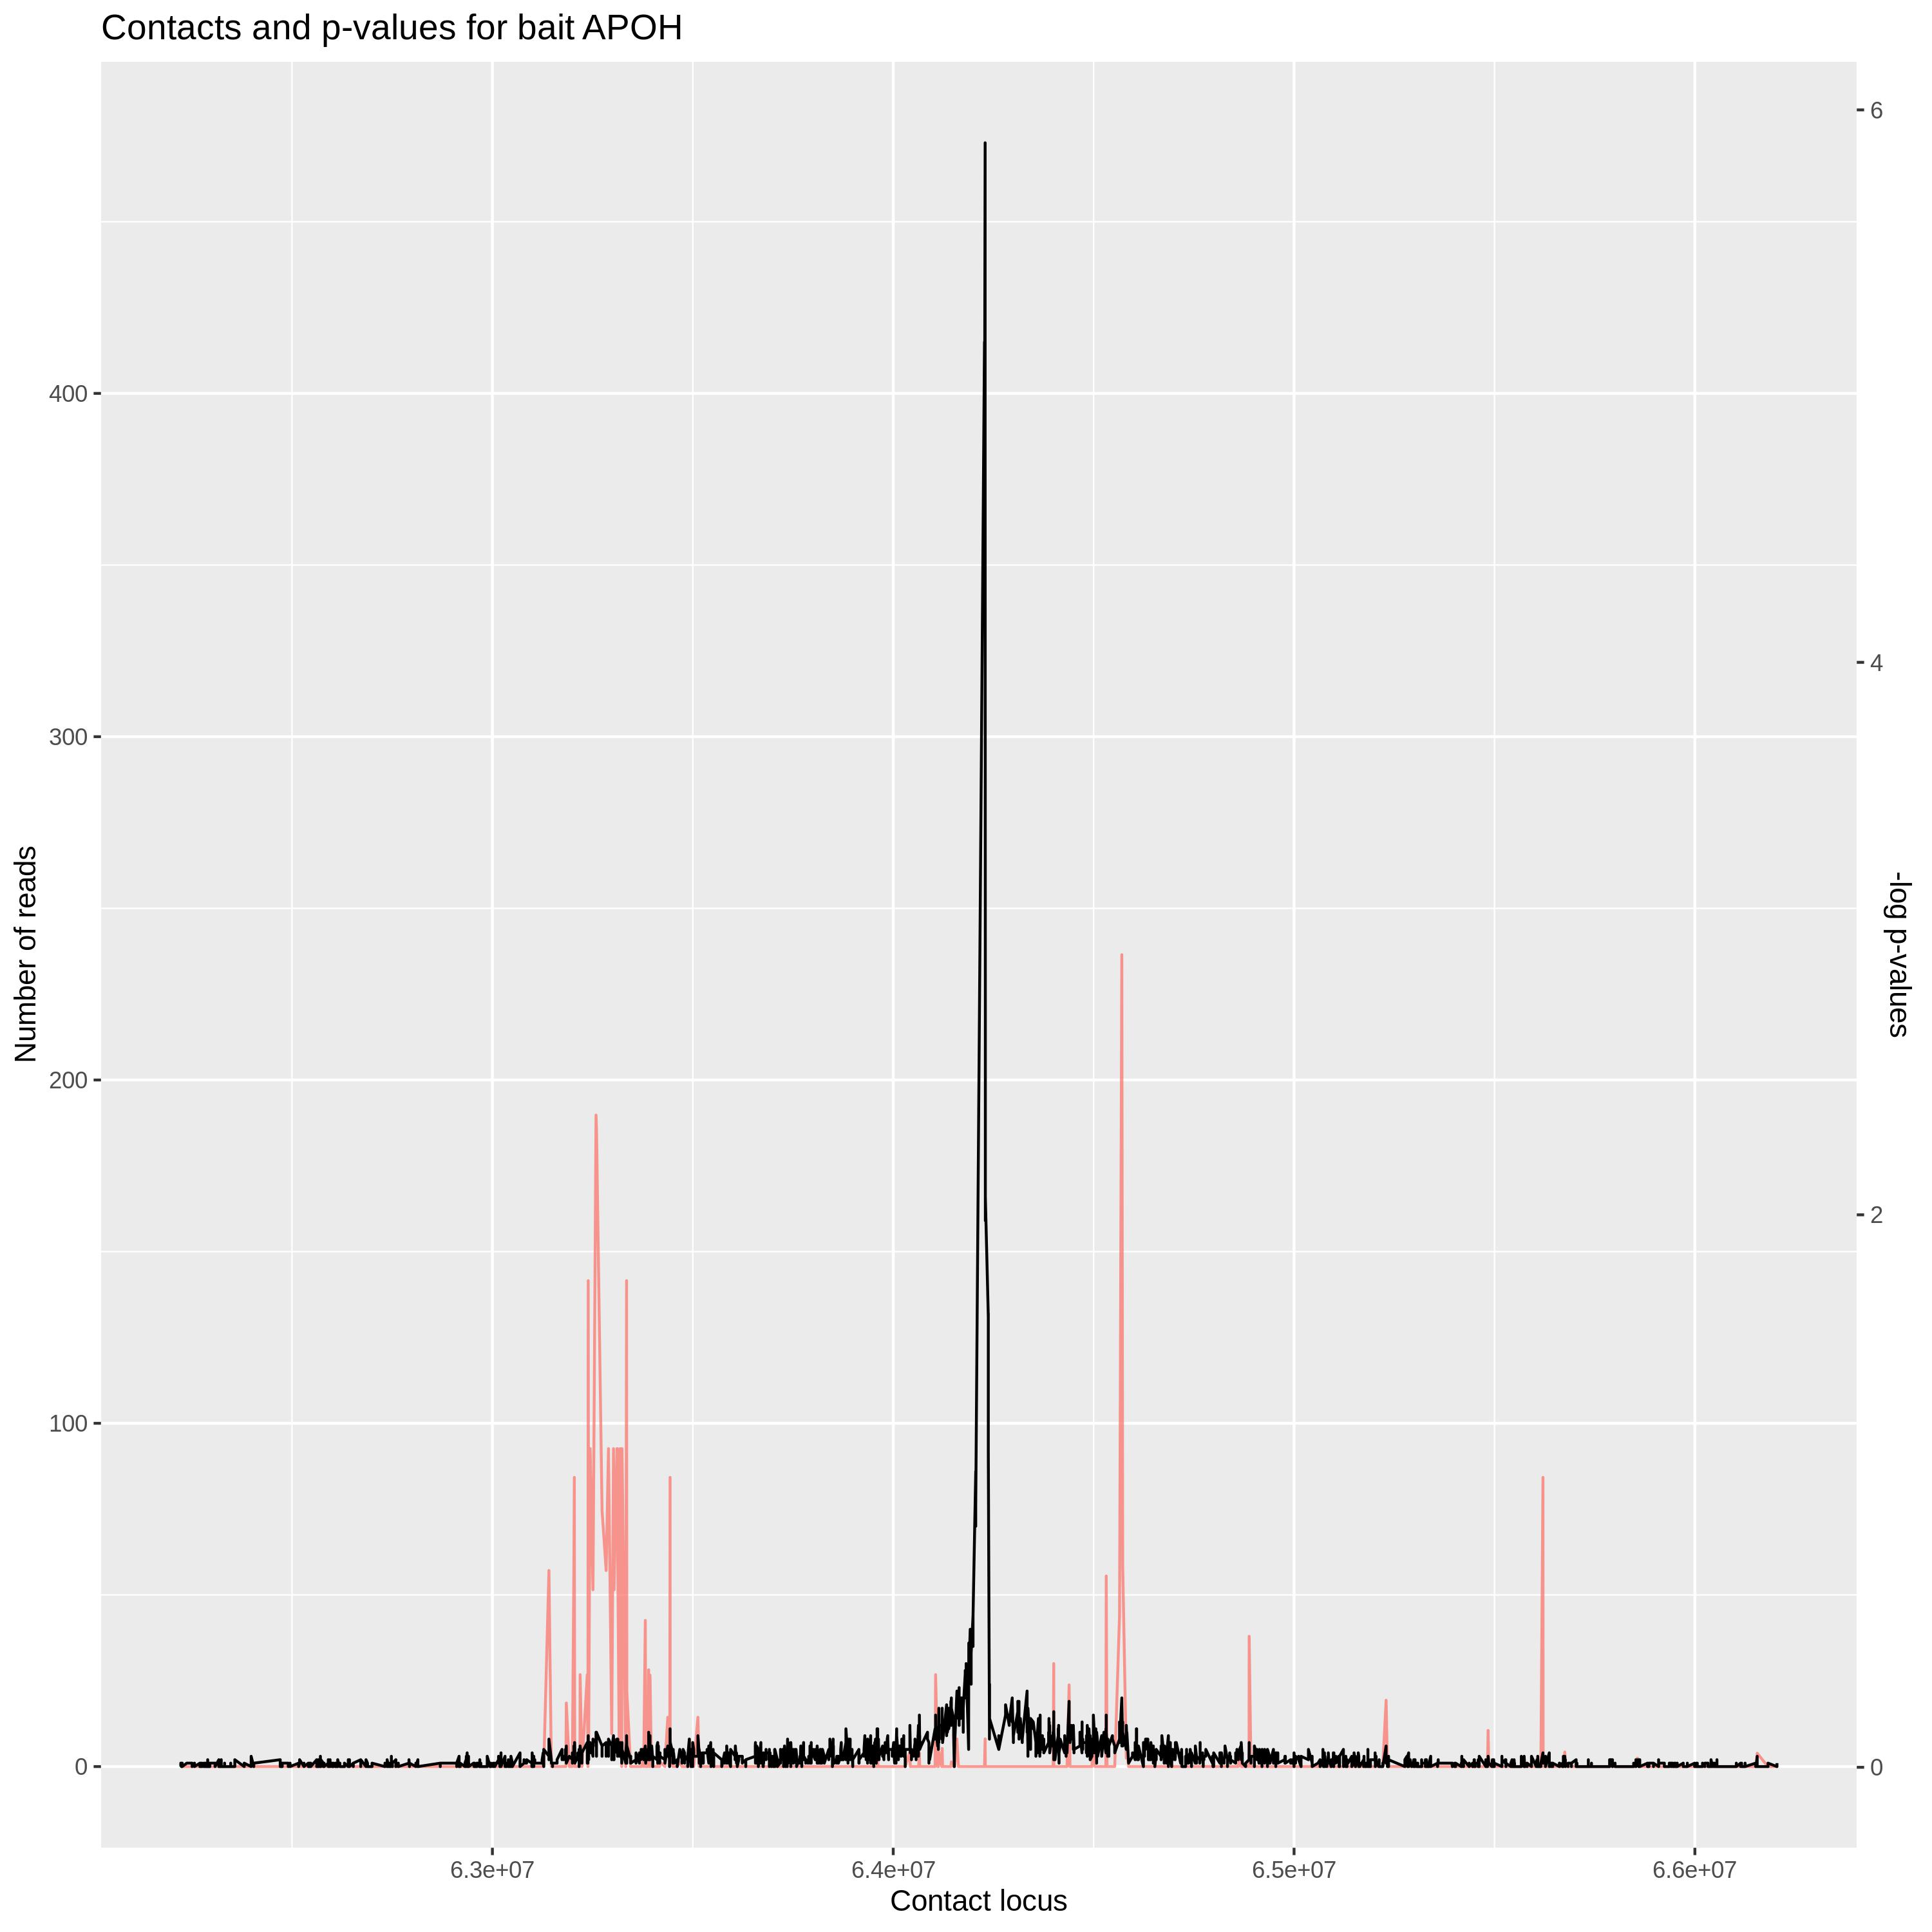 Contacts and p-values for bait APOH
6
400
4
300
Number of reads
-log p-values
200
2
100
0
0
6.3e+07
6.4e+07
6.5e+07
6.6e+07
Contact locus